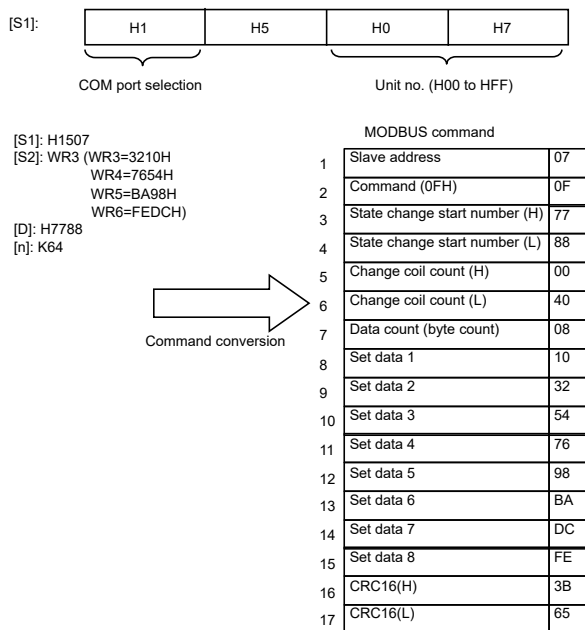 [S1]: H1 H5 H0 H7
COM port selection Unit no. (H00 to HFF)
[S1]: H1507
[S2]: WR3 (WR3=3210H
WR4=7654H
WR5=BA98H
WR6=FEDCH)
[D]: H7788
[n]: K64
Command conversion
MODBUS command
1 Slave address 07
2 Command (0FH) 0F
3 State change start number (H) 77
4 State change start number (L) 88
5 Change coil count (H) 00
6 Change coil count (L) 40
7 Data count (byte count) 08
8 Set data 1 10
9 Set data 2 32
10 Set data 3 54
11 Set data 4 76
12 Set data 5 98
13 Set data 6 BA
14 Set data 7 DC
15 Set data 8 FE
16 CRC16(H) 3B
17 CRC16(L) 65